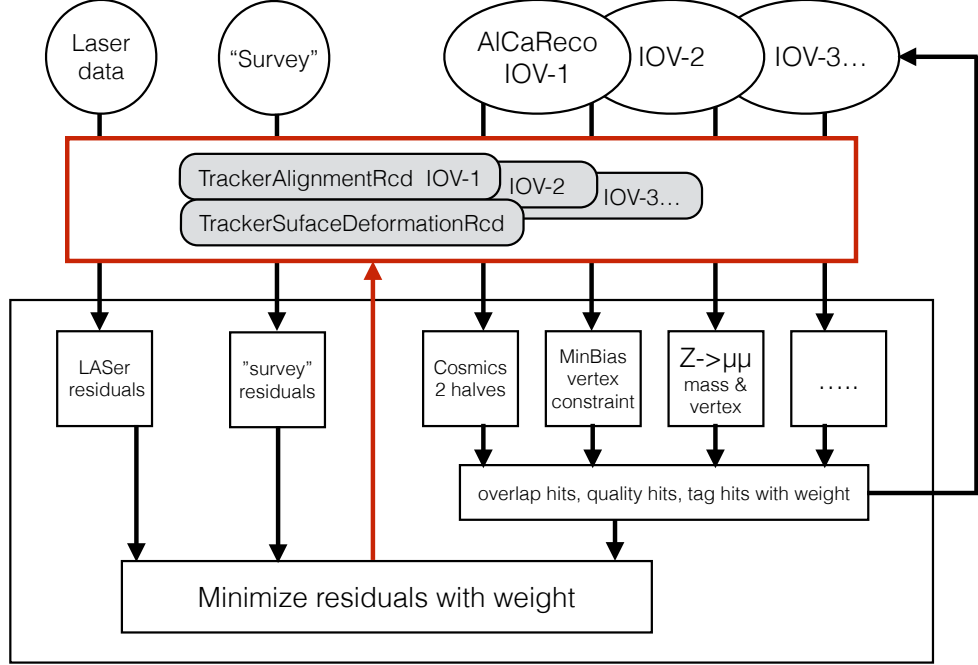 Laser
data
“Survey”
AlCaReco
IOV-1
IOV-2
IOV-3...
TrackerAlignmentRcd IOV-1
IOV-2
IOV-3...
TrackerSufaceDeformationRcd
LASer
residuals
”survey”
residuals
Cosmics
2 halves
MinBias
vertex
constraint
Z->μμ
mass &
vertex
.....
overlap hits, quality hits, tag hits with weight
Minimize residuals with weight